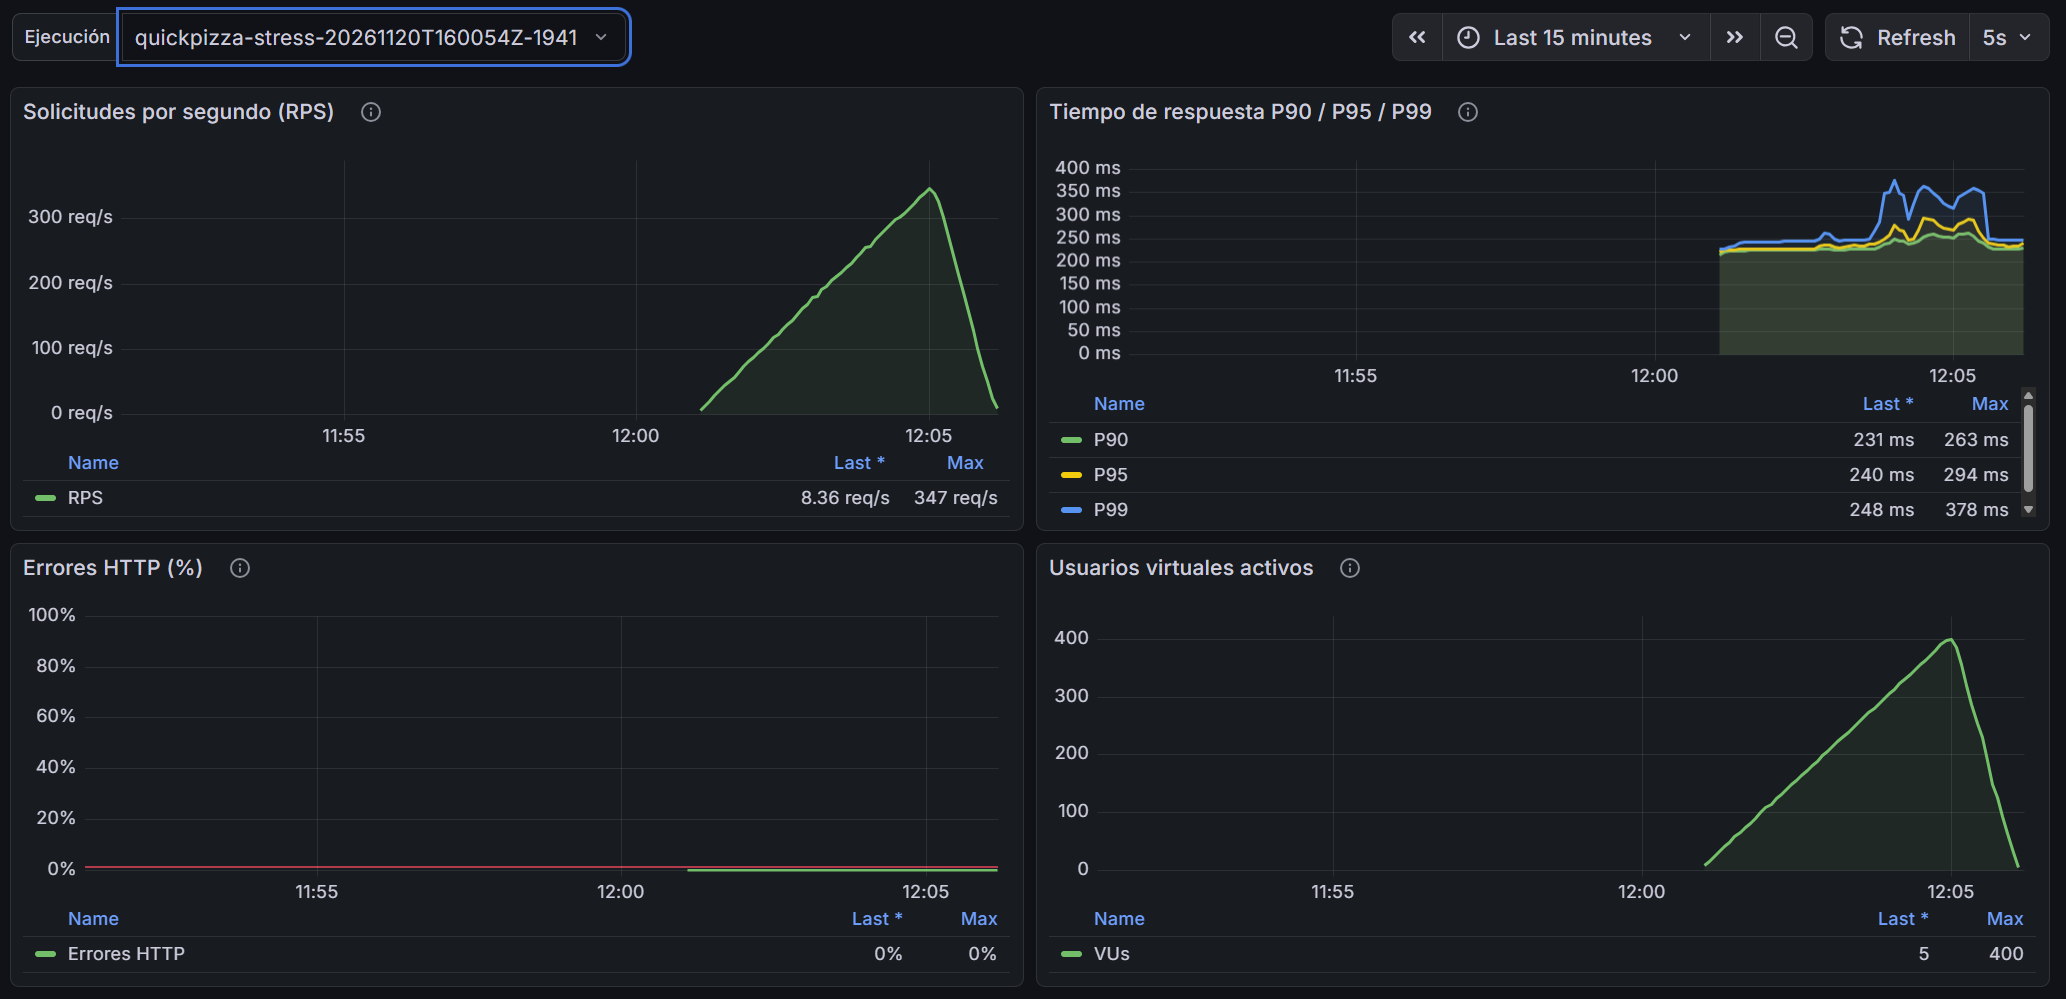 Ejecución quickpizza-stress-20261120T160054Z-1941 Last 15 minutes Refresh 5s
Solicitudes por segundo (RPS)
300 req/s
200 req/s
100 req/s
0 req/s
11:55 12:00 12:05
Name Last * Max
RPS 8.36 req/s 347 req/s
Tiempo de respuesta P90 / P95 / P99
400 ms
350 ms
300 ms
250 ms
200 ms
150 ms
100 ms
50 ms
0 ms
11:55 12:00 12:05
Name Last * Max
P90 231 ms 263 ms
P95 240 ms 294 ms
P99 248 ms 378 ms
Errores HTTP (%)
100%
80%
60%
40%
20%
0%
11:55 12:00 12:05
Name Last * Max
Errores HTTP 0% 0%
Usuarios virtuales activos
400
300
200
100
0
11:55 12:00 12:05
Name Last * Max
VUs 5 400